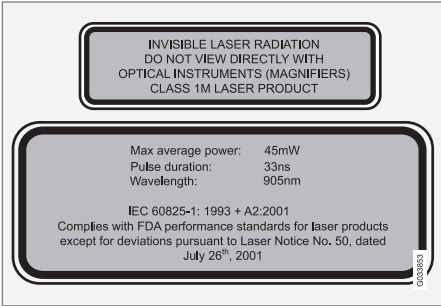 INVISIBLE LASER RADIATION
DO NOT VIEW DIRECTLY WITH
OPTICAL INSTRUMENTS (MAGNIFIERS)
CLASS 1M LASER PRODUCT
Max average power: 45mW
Pulse duration: 33ns
Wavelength: 905nm
IEC 60825-1: 1993 + A2:2001
Complies with FDA performance standards for laser products
except for deviations pursuant to Laser Notice No. 50, dated
July 26th, 2001
G033853